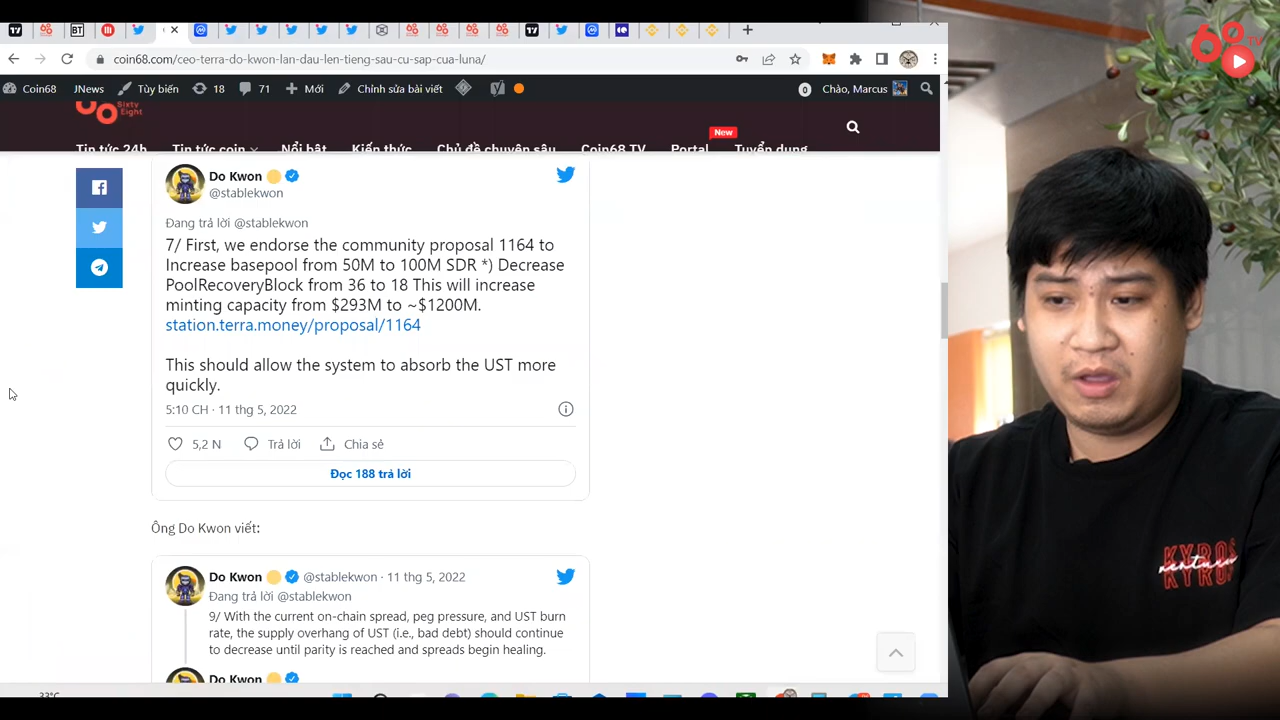 coin68.com/ceo-terra-do-kwon-lan-dau-len-tieng-sau-cu-sap-cua-luna/
Coin68 JNews Tùy biến 18 71 Mới Chỉnh sửa bài viết 0 Chào, Marcus
Sixty Eight
New
Tin tức 24h Tin tức coin Nổi bật Kiến thức Chủ đề chuyên sâu Coin68 TV Portal Tuyển dụng
Do Kwon
@stablekwon
Đang trả lời @stablekwon
7/ First, we endorse the community proposal 1164 to
Increase basepool from 50M to 100M SDR *) Decrease
PoolRecoveryBlock from 36 to 18 This will increase
minting capacity from $293M to ~$1200M.
station.terra.money/proposal/1164
This should allow the system to absorb the UST more
quickly.
5:10 CH · 11 thg 5, 2022
5,2 N Trả lời Chia sẻ
Đọc 188 trả lời
Ông Do Kwon viết:
Do Kwon @stablekwon · 11 thg 5, 2022
Đang trả lời @stablekwon
9/ With the current on-chain spread, peg pressure, and UST burn
rate, the supply overhang of UST (i.e., bad debt) should continue
to decrease until parity is reached and spreads begin healing.
Do Kwon
33°C
68 TV
KYROS
ventures
KYROS